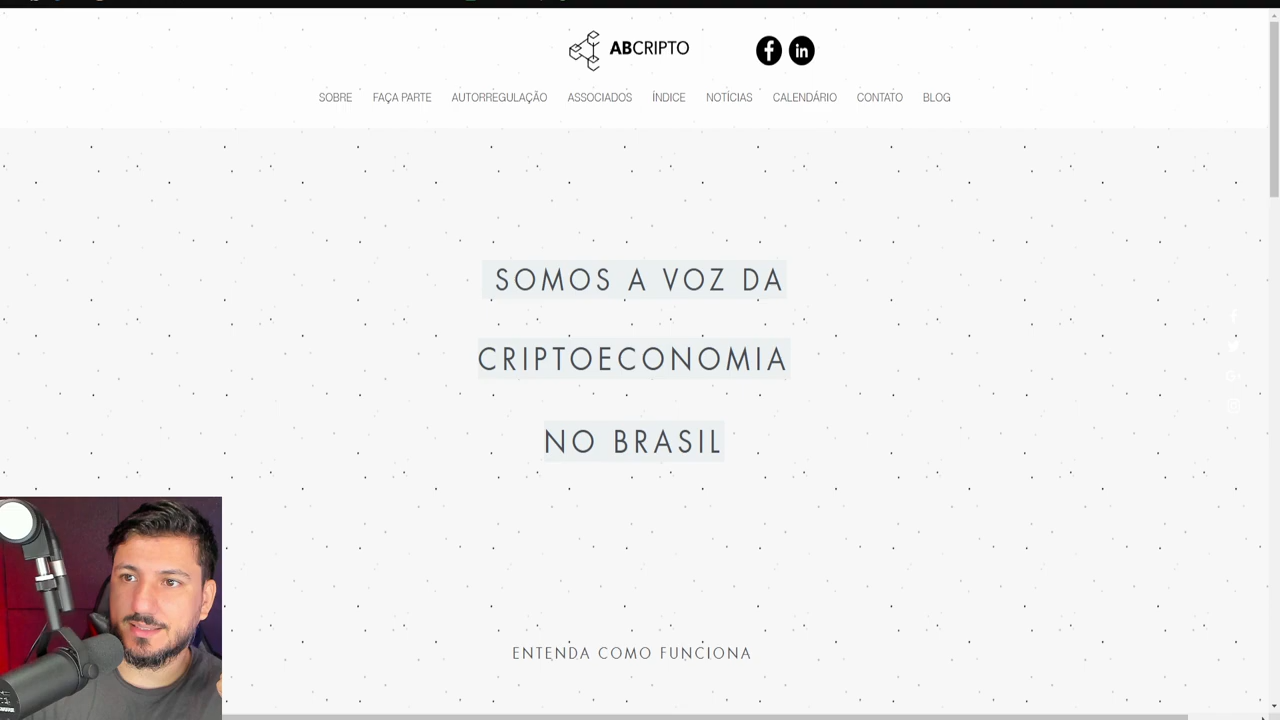 ABCRIPTO
SOBRE FAÇA PARTE AUTORREGULAÇÃO ASSOCIADOS ÍNDICE NOTÍCIAS CALENDÁRIO CONTATO BLOG
SOMOS A VOZ DA
CRIPTOECONOMIA
NO BRASIL
ENTENDA COMO FUNCIONA